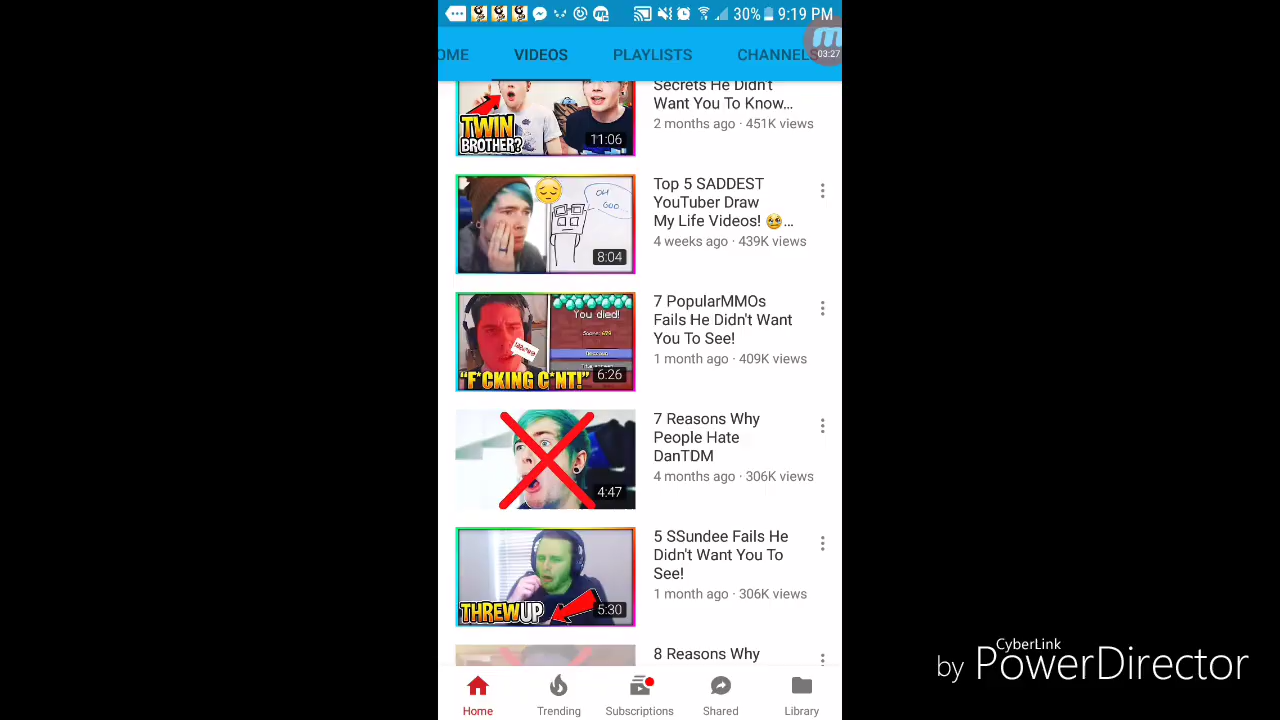 30% 9:19 PM
OME VIDEOS PLAYLISTS CHANNELS
03:27
Secrets He Didn't
Want You To Know...
2 months ago · 451K views
TWIN
BROTHER?
11:06
Top 5 SADDEST
YouTuber Draw
My Life Videos! 😢...
4 weeks ago · 439K views
OH
GOD
8:04
7 PopularMMOs
Fails He Didn't Want
You To See!
1 month ago · 409K views
You died!
"F*CKING C*NT!"
6:26
7 Reasons Why
People Hate
DanTDM
4 months ago · 306K views
4:47
5 SSundee Fails He
Didn't Want You To
See!
1 month ago · 306K views
THREW UP
5:30
8 Reasons Why
Home Trending Subscriptions Shared Library
CyberLink
by PowerDirector